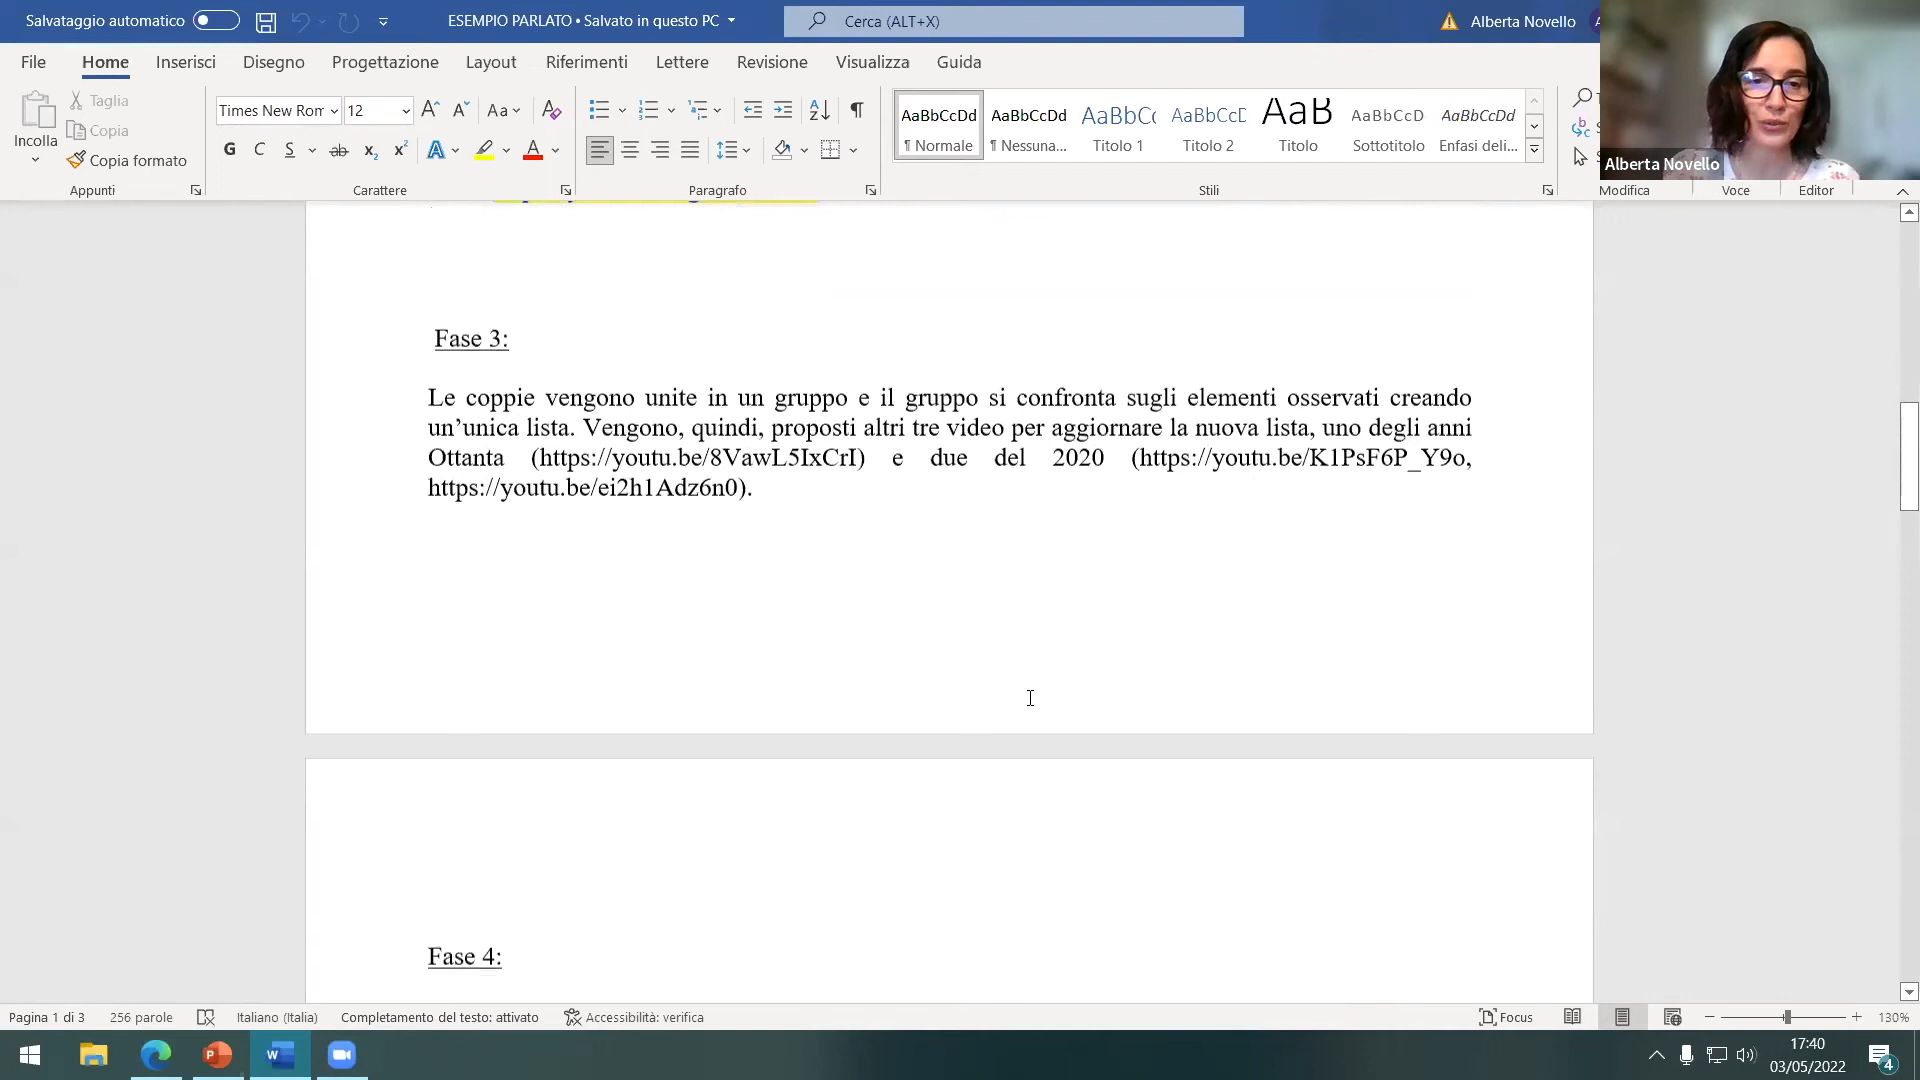 Salvataggio automatico
ESEMPIO PARLATO • Salvato in questo PC
Cerca (ALT+X)
Alberta Novello
File Home Inserisci Disegno Progettazione Layout Riferimenti Lettere Revisione Visualizza Guida
Incolla
Taglia
Copia
Copia formato
Appunti
Times New Rom 12
Aa
G C S ab x₂ x² A A
Carattere
Paragrafo
AaBbCcDd AaBbCcDd AaBbCc AaBbCcD AaB AaBbCcD AaBbCcDd
¶ Normale ¶ Nessuna... Titolo 1 Titolo 2 Titolo Sottotitolo Enfasi deli...
Stili
Modifica Voce Editor
Alberta Novello
Fase 3:
Le coppie vengono unite in un gruppo e il gruppo si confronta sugli elementi osservati creando
un’unica lista. Vengono, quindi, proposti altri tre video per aggiornare la nuova lista, uno degli anni
Ottanta (https://youtu.be/8VawL5IxCrI) e due del 2020 (https://youtu.be/K1PsF6P_Y9o,
https://youtu.be/ei2h1Adz6n0).
Fase 4:
Pagina 1 di 3 256 parole Italiano (Italia) Completamento del testo: attivato Accessibilità: verifica Focus 130%
17:40
03/05/2022
4